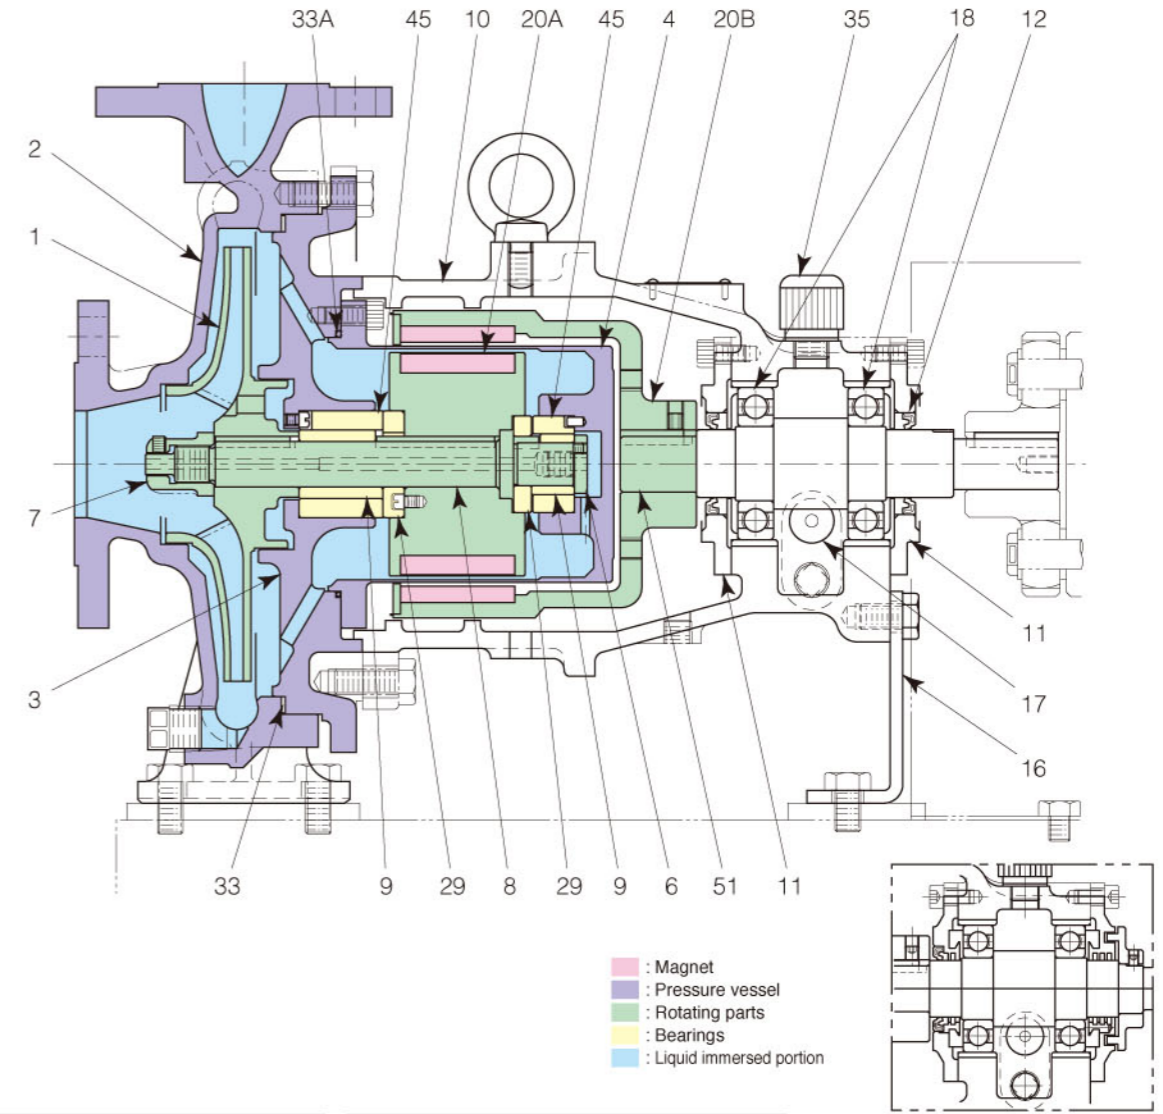 33A 45 10 20A 45 4 20B 35 18 12
2
1
7
3
11
17
16
33 9 29 8 29 9 6 51 11
: Magnet
: Pressure vessel
: Rotating parts
: Bearings
: Liquid immersed portion